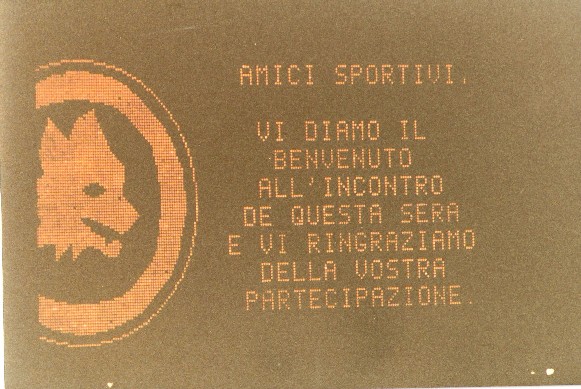 AMICI SPORTIVI.
VI DIAMO IL
BENVENUTO
ALL'INCONTRO
DE QUESTA SERA
E VI RINGRAZIAMO
DELLA VOSTRA
PARTECIPAZIONE.